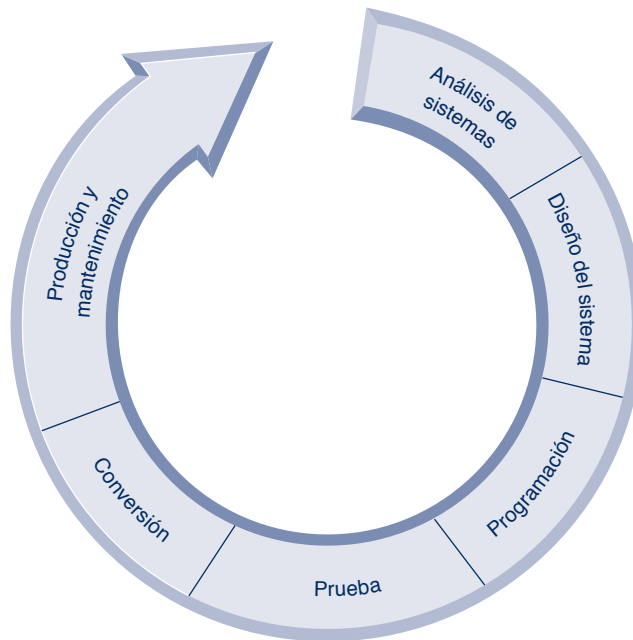 Análisis de
sistemas
Diseño del sistema
Programación
Prueba
Conversión
Producción y
mantenimiento